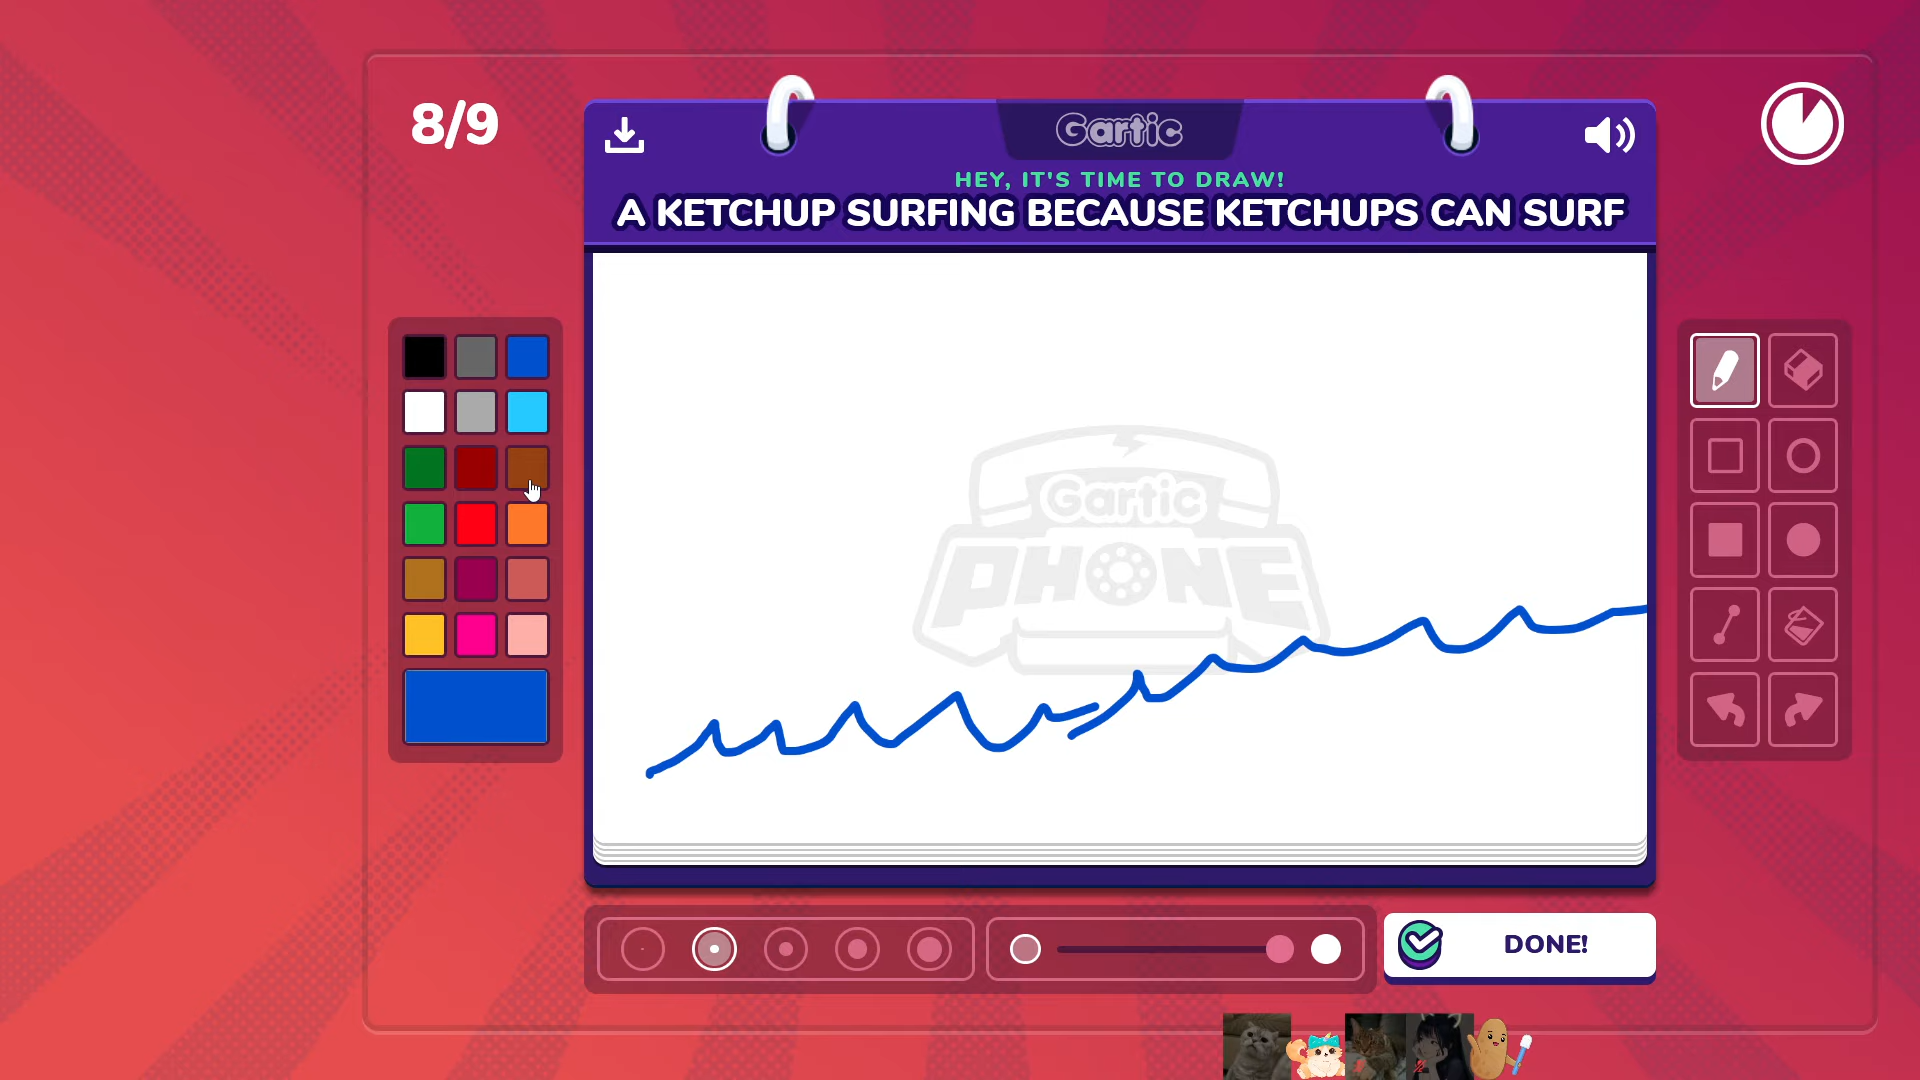 8/9
Gartic
HEY, IT'S TIME TO DRAW!
A KETCHUP SURFING BECAUSE KETCHUPS CAN SURF
Gartic
PHONE
DONE!